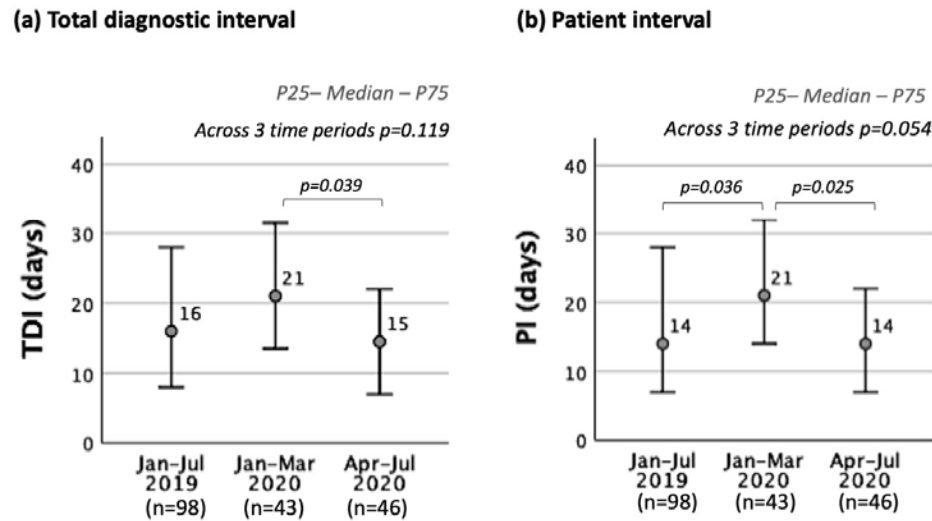 (a) Total diagnostic interval
P25– Median – P75
Across 3 time periods p=0.119
TDI (days)
40
30
20
10
0
p=0.039
16
21
15
Jan-Jul
2019
(n=98)
Jan-Mar
2020
(n=43)
Apr-Jul
2020
(n=46)
(b) Patient interval
P25– Median – P75
Across 3 time periods p=0.054
PI (days)
40
30
20
10
0
p=0.036
p=0.025
14
21
14
Jan-Jul
2019
(n=98)
Jan-Mar
2020
(n=43)
Apr-Jul
2020
(n=46)